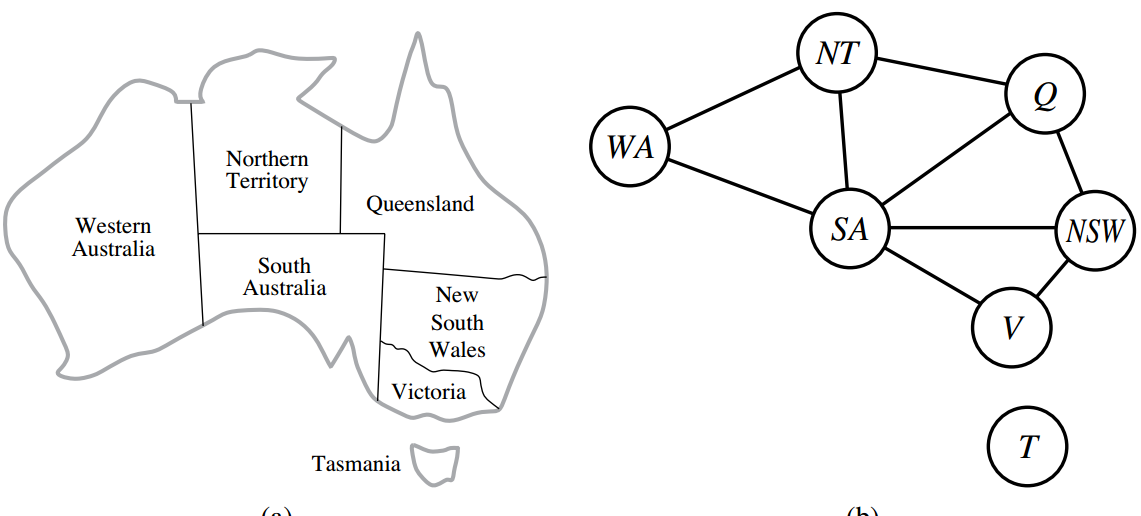 Northern
Territory
Western
Australia
Queensland
South
Australia
New
South
Wales
Victoria
Tasmania
(a)
NT
Q
WA
SA
NSW
V
T
(b)